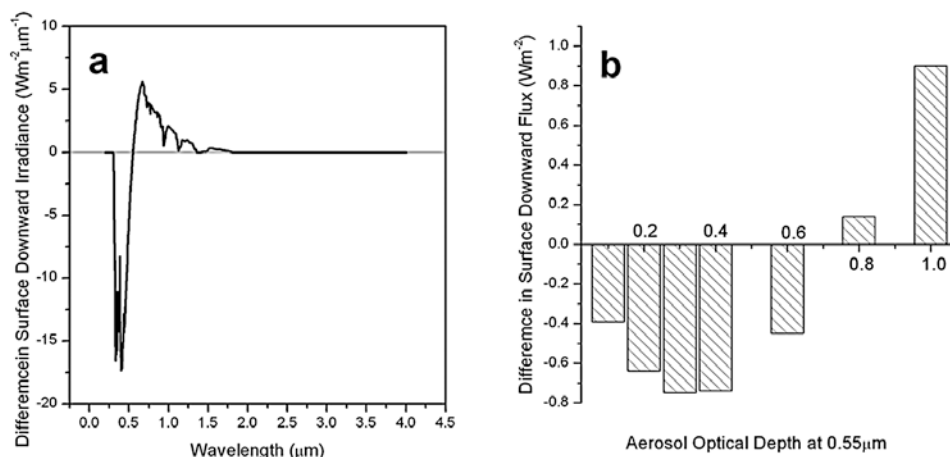 a
Differemcein Surface Downward Irradiance (Wm-2μm-1)
10
5
0
-5
-10
-15
-20
0.0 0.5 1.0 1.5 2.0 2.5 3.0 3.5 4.0 4.5
Wavelength (μm)
b
Differemce in Surface Downward Flux (Wm-2)
1.0
0.8
0.6
0.4
0.2
0.0
-0.2
-0.4
-0.6
-0.8
0.2 0.4 0.6
0.8 1.0
Aerosol Optical Depth at 0.55μm